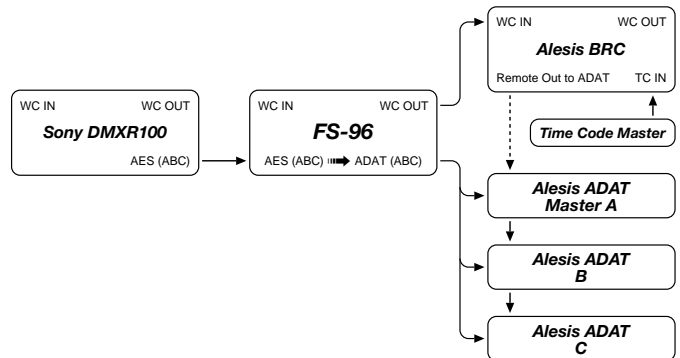 WC IN WC OUT
Alesis BRC
Remote Out to ADAT TC IN
Time Code Master
WC IN WC OUT
Sony DMXR100
AES (ABC)
WC IN WC OUT
FS-96
AES (ABC) ADAT (ABC)
Alesis ADAT
Master A
Alesis ADAT
B
Alesis ADAT
C